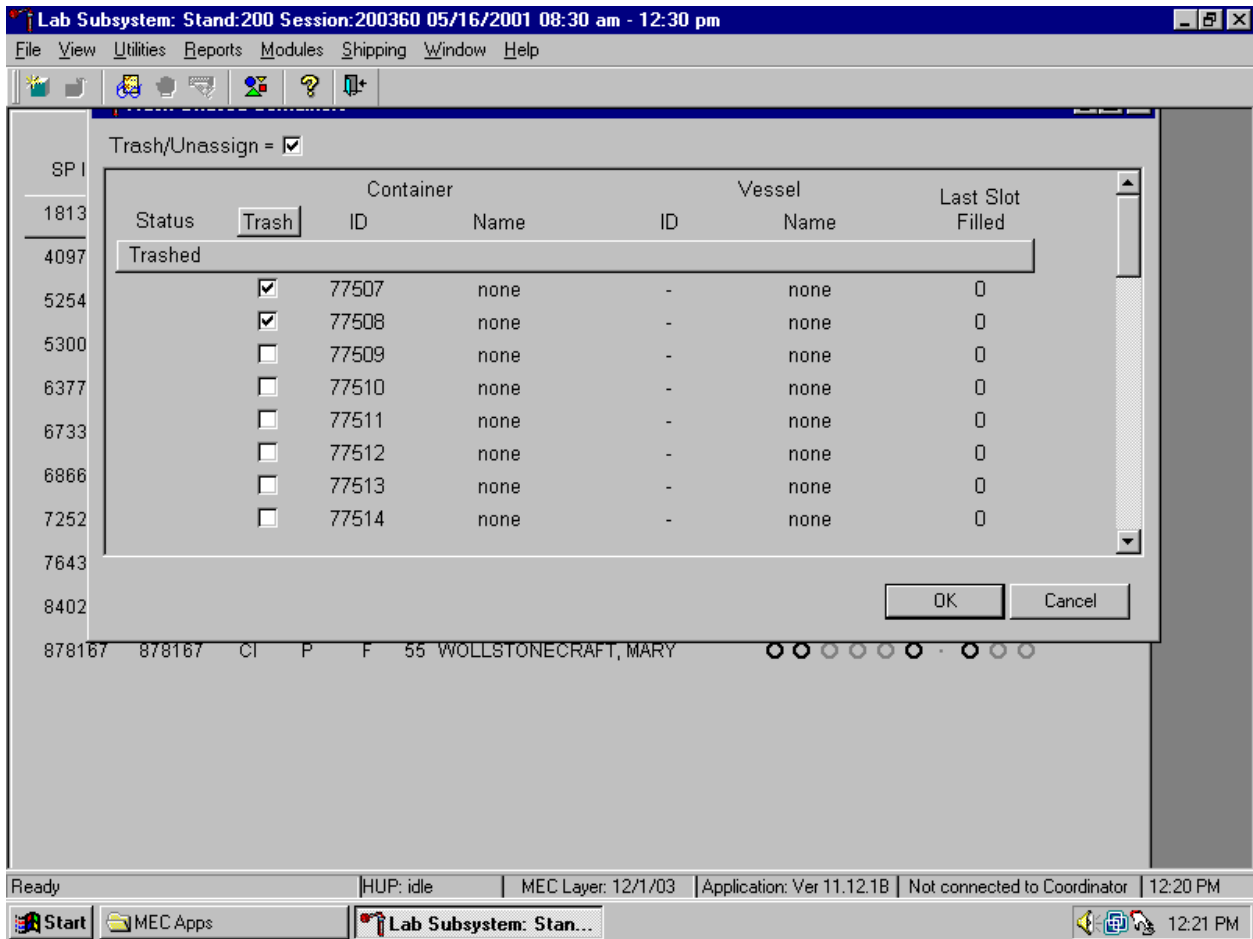 Lab Subsystem: Stand:200 Session:200360 05/16/2001 08:30 am - 12:30 pm
File View Utilities Reports Modules Shipping Window Help
Trash/Unassign =
SP I
Container Vessel Last Slot
Status Trash ID Name ID Name Filled
Trashed
77507 none - none 0
77508 none - none 0
77509 none - none 0
77510 none - none 0
77511 none - none 0
77512 none - none 0
77513 none - none 0
77514 none - none 0
1813
4097
5254
5300
6377
6733
6866
7252
7643
8402
OK Cancel
878167 878167 CI P F 55 WOLLSTONECRAFT, MARY
Ready HUP: idle MEC Layer: 12/1/03 Application: Ver 11.12.1B Not connected to Coordinator 12:20 PM
Start MEC Apps Lab Subsystem: Stan... 12:21 PM